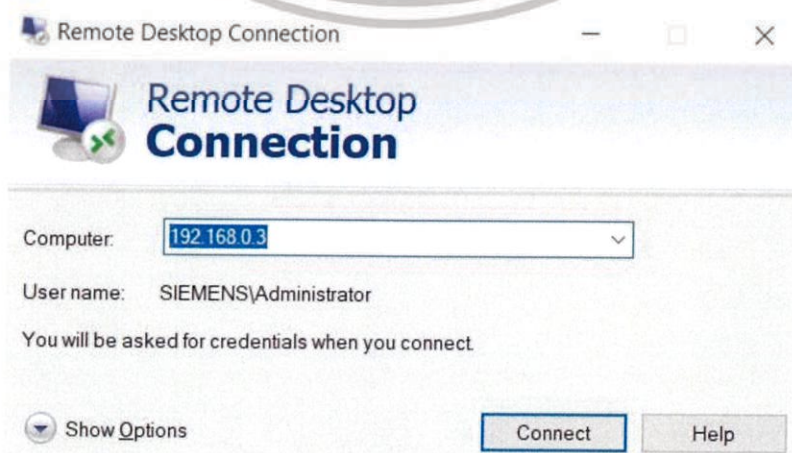 Remote Desktop Connection
Remote Desktop
Connection
Computer: 192.168.0.3
User name: SIEMENS\Administrator
You will be asked for credentials when you connect.
Show Options
Connect Help